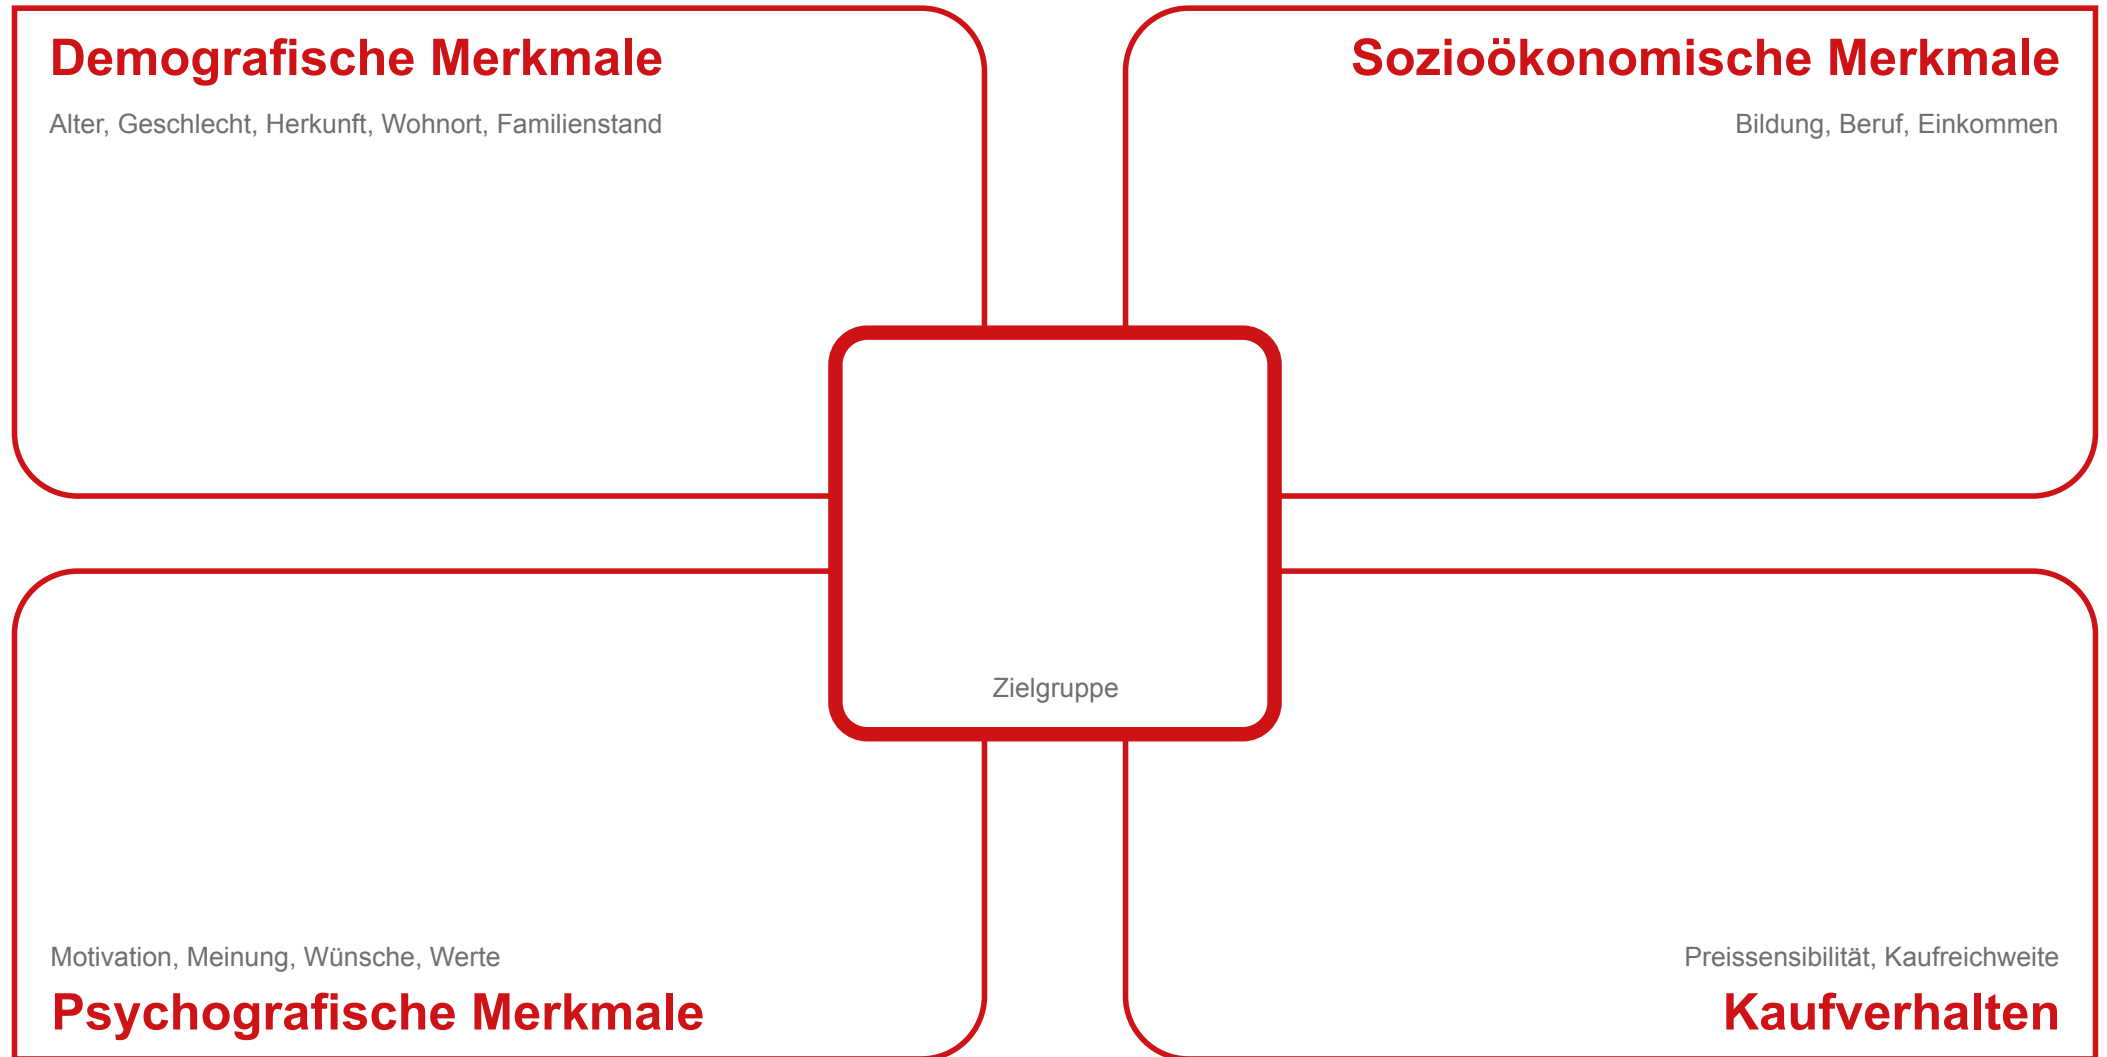 Demografische Merkmale
Alter, Geschlecht, Herkunft, Wohnort, Familienstand
Sozioökonomische Merkmale
Bildung, Beruf, Einkommen
Zielgruppe
Motivation, Meinung, Wünsche, Werte
Psychografische Merkmale
Preissensibilität, Kaufreichweite
Kaufverhalten